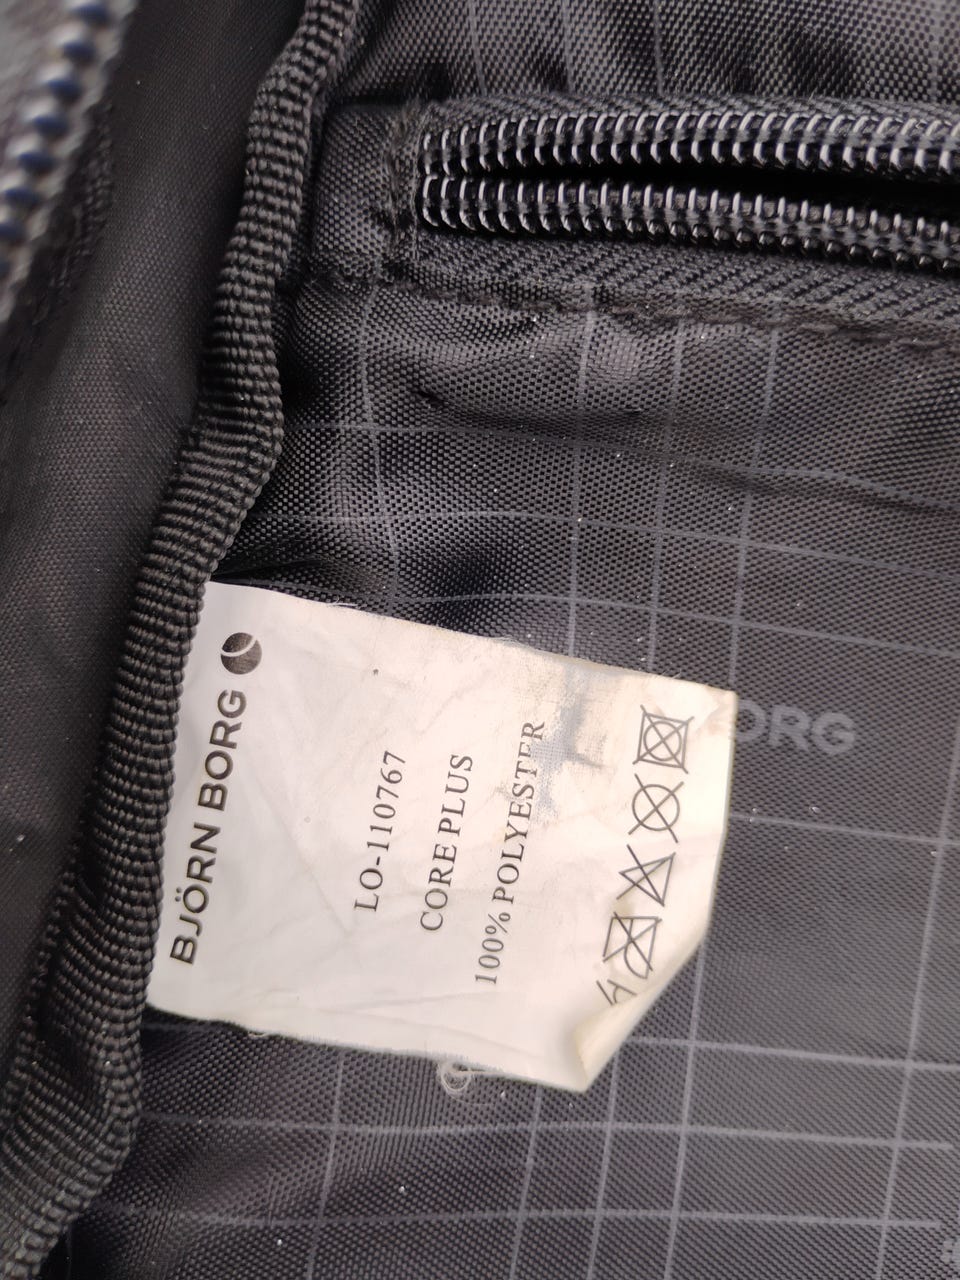 BJÖRN BORG
LO-110767
CORE PLUS
100% POLYESTER
ORG